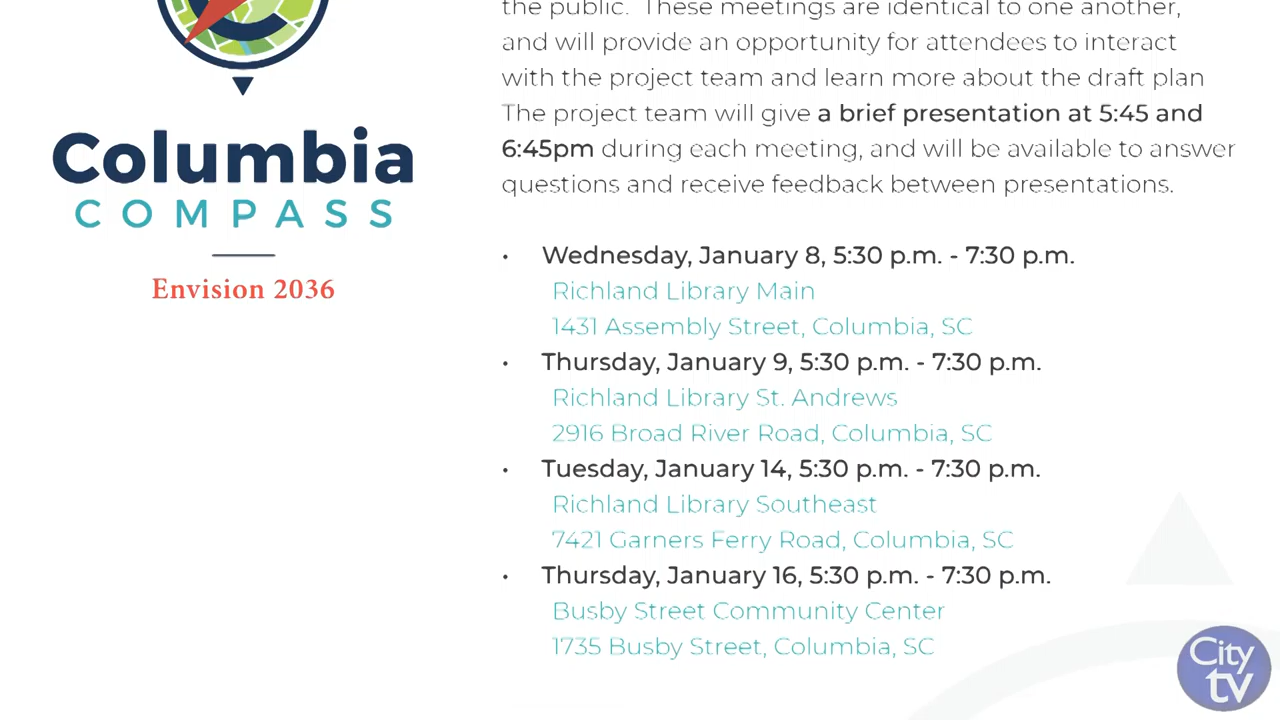 Columbia
COMPASS
Envision 2036
the public. These meetings are identical to one another,
and will provide an opportunity for attendees to interact
with the project team and learn more about the draft plan
The project team will give a brief presentation at 5:45 and
6:45pm during each meeting, and will be available to answer
questions and receive feedback between presentations.
• Wednesday, January 8, 5:30 p.m. - 7:30 p.m.
Richland Library Main
1431 Assembly Street, Columbia, SC
• Thursday, January 9, 5:30 p.m. - 7:30 p.m.
Richland Library St. Andrews
2916 Broad River Road, Columbia, SC
• Tuesday, January 14, 5:30 p.m. - 7:30 p.m.
Richland Library Southeast
7421 Garners Ferry Road, Columbia, SC
• Thursday, January 16, 5:30 p.m. - 7:30 p.m.
Busby Street Community Center
1735 Busby Street, Columbia, SC
City
tv